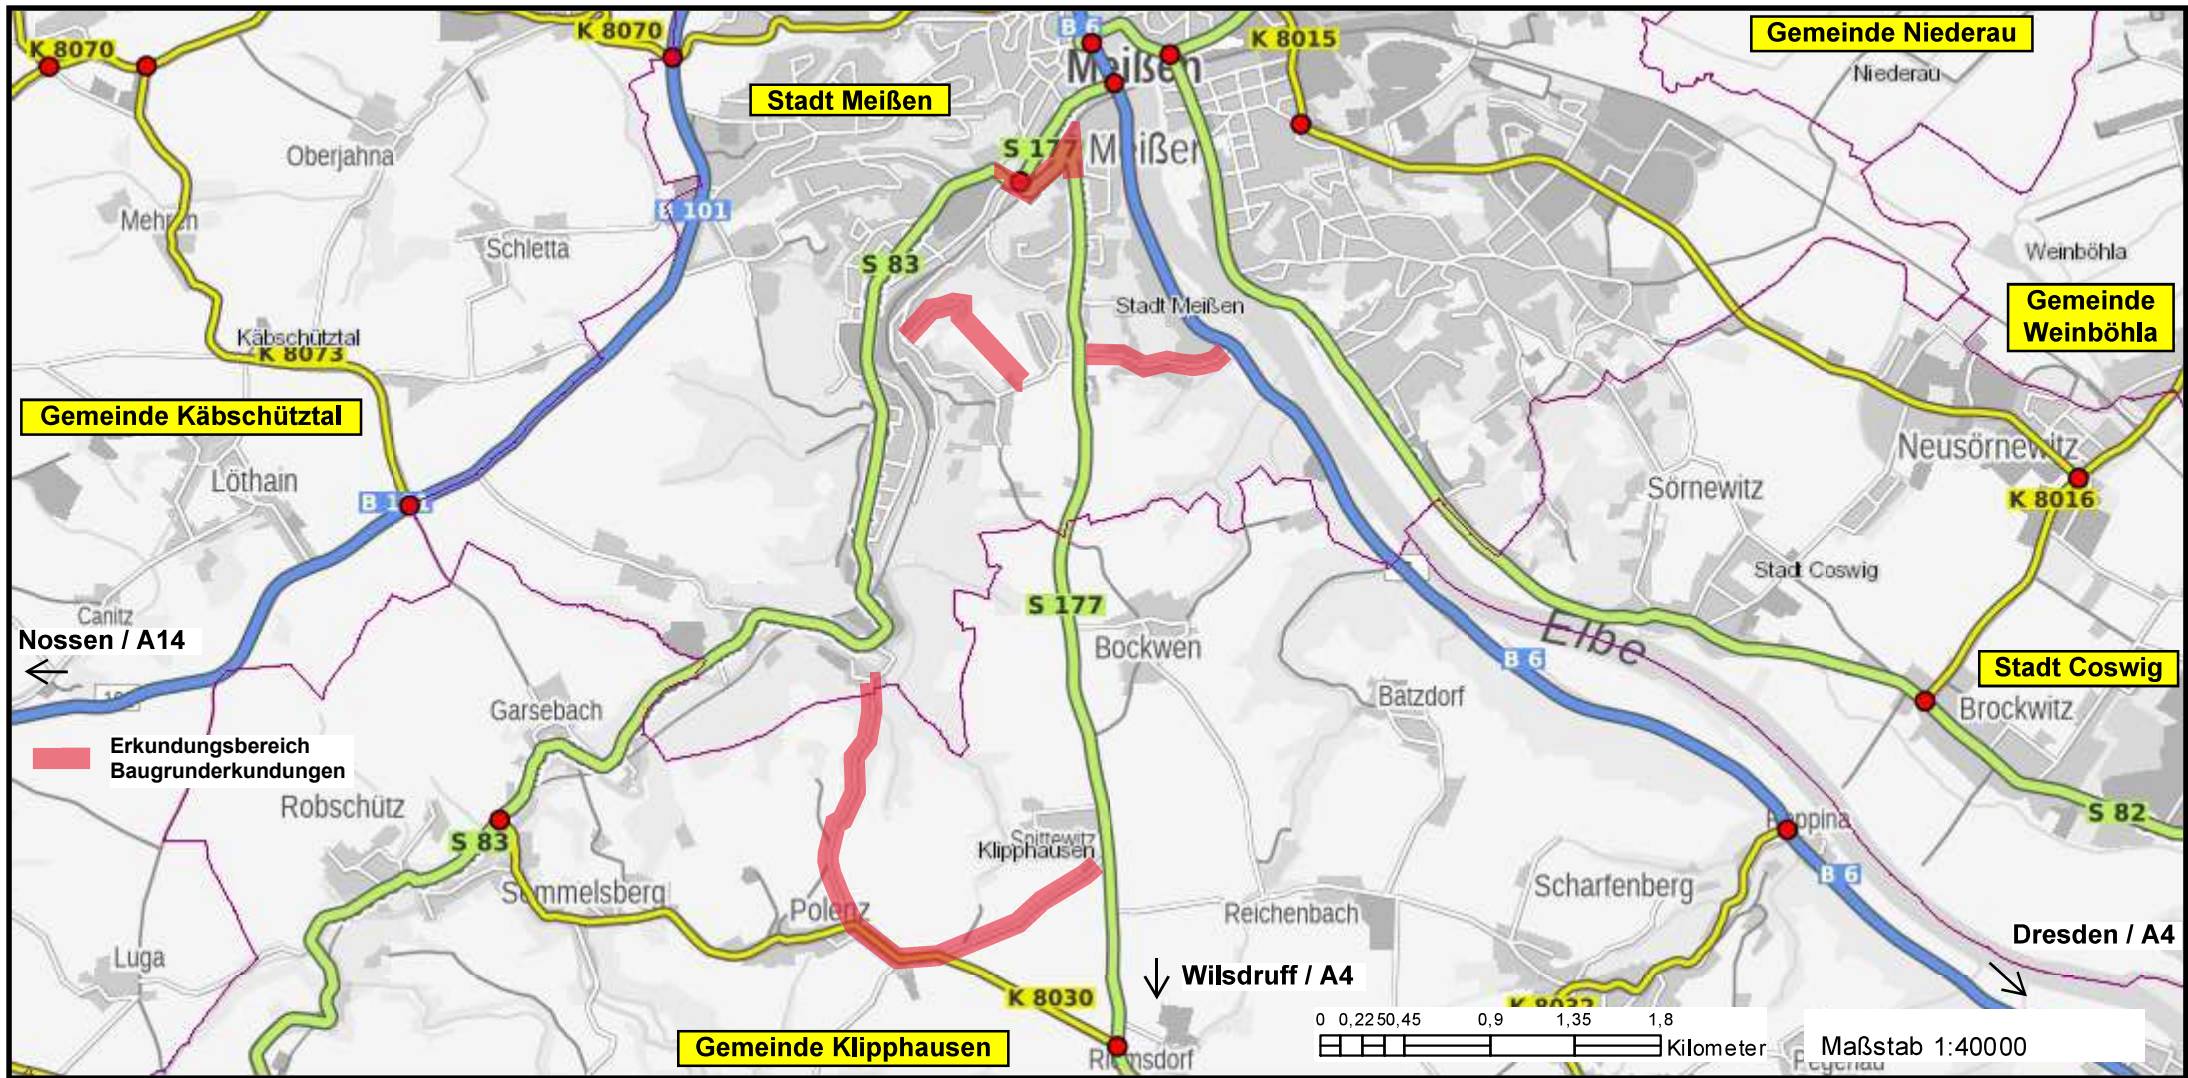 K 8070
K 8070
B 6
K 8015
Gemeinde Niederau
Niederau
Meißen
Stadt Meißen
S 177
Oberjahna
B 101
Mehren
Schletta
S 83
Weinböhla
Stadt Meißen
Gemeinde
Weinböhla
Käbschütztal
K 8073
Gemeinde Käbschütztal
Löthain
Neusörnewitz
Sörnewitz
K 8016
Stadt Coswig
Canitz
Nossen / A14
S 177
Bockwen
Elbe
B 6
Stadt Coswig
Garsebach
Batzdorf
Brockwitz
Erkundungsbereich
Baugrunderkundungen
Robschütz
S 83
Spittewitz
Klipphausen
S 82
B 6
Polenz
Scharfenberg
Reichenbach
Luga
Dresden / A4
Wilsdruff / A4
K 8030
K 8032
0 0,225 0,45 0,9 1,35 1,8
Kilometer
Maßstab 1:40000
Gemeinde Klipphausen